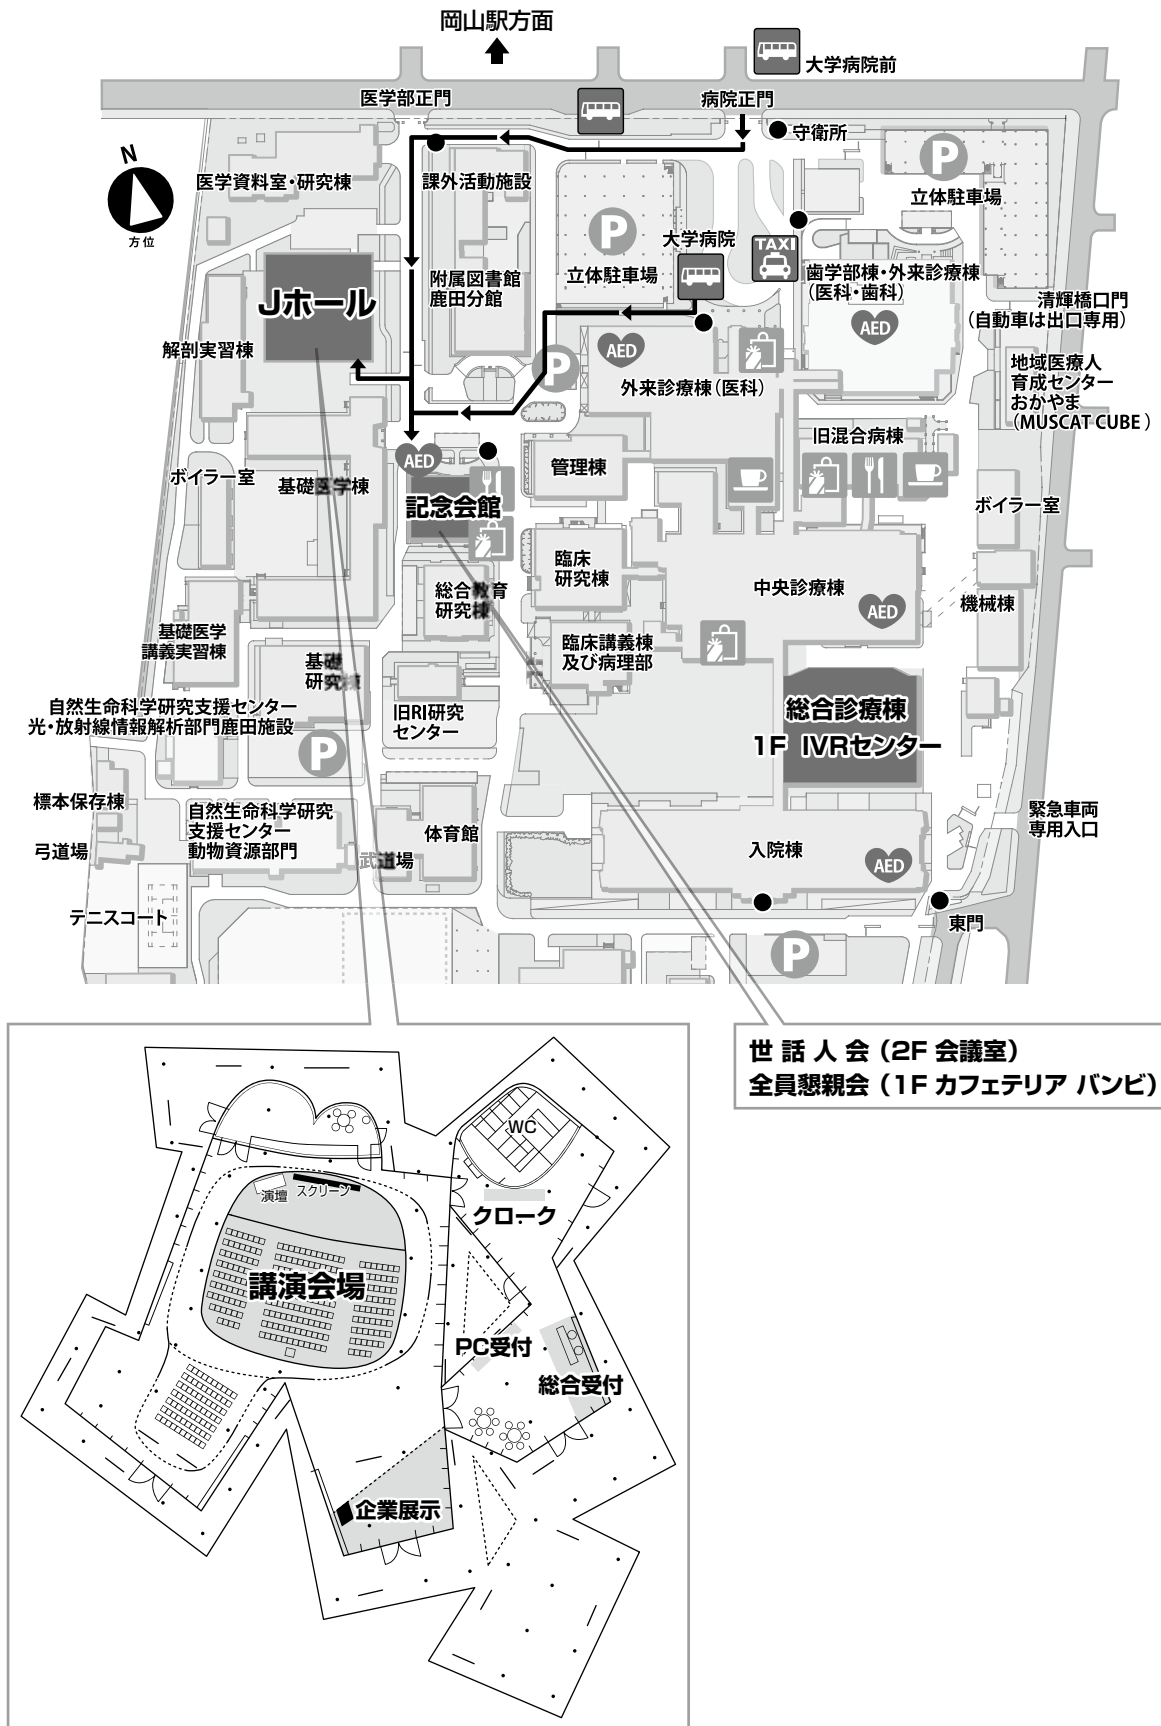 岡山駅方面
大学病院前
医学部正門
病院正門
守衛所
N
方位
医学資料室・研究棟
課外活動施設
P
立体駐車場
P
立体駐車場
大学病院
TAXI
附属図書館
鹿田分館
歯学部棟・外来診療棟
(医科・歯科)
AED
清輝橋口門
(自動車は出口専用)
Jホール
解剖実習棟
P
AED
外来診療棟(医科)
地域医療人
育成センター
おかやま
(MUSCAT CUBE)
旧混合病棟
AED
管理棟
ボイラー室
基礎医学棟
記念会館
ボイラー室
臨床
研究棟
中央診療棟
AED
機械棟
総合教育
研究棟
基礎医学
講義実習棟
臨床講義棟
及び病理部
基礎
研究棟
自然生命科学研究支援センター
光・放射線情報解析部門鹿田施設
旧RI研究
センター
P
総合診療棟
1F IVRセンター
標本保存棟
自然生命科学研究
支援センター
動物資源部門
体育館
武道場
弓道場
緊急車両
専用入口
入院棟
AED
テニスコート
東門
P
世 話 人 会 (2F 会議室)
全員懇親会 (1F カフェテリア バンビ)
WC
演壇
スクリーン
クローク
講演会場
PC受付
総合受付
企業展示